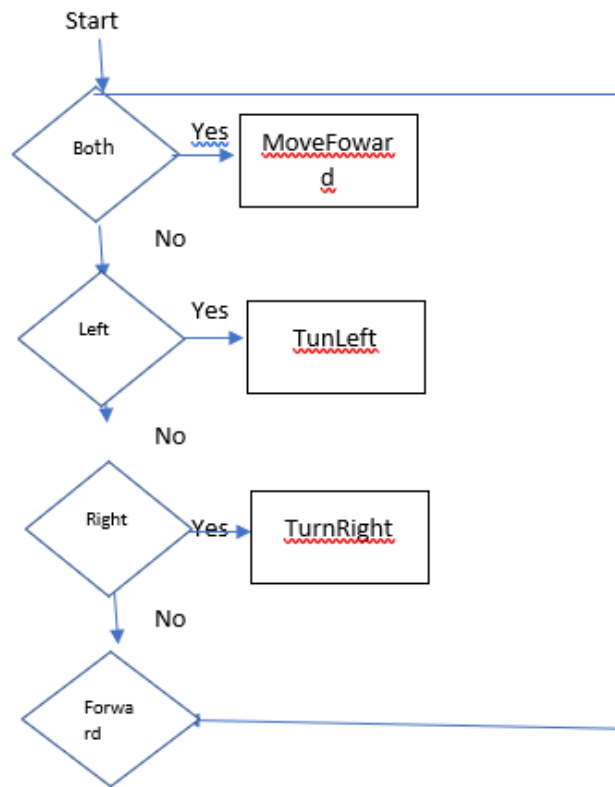 Start
Both
Yes
MoveFowar
d
No
Left
Yes
TunLeft
No
Right
Yes
TurnRight
No
Forwa
rd